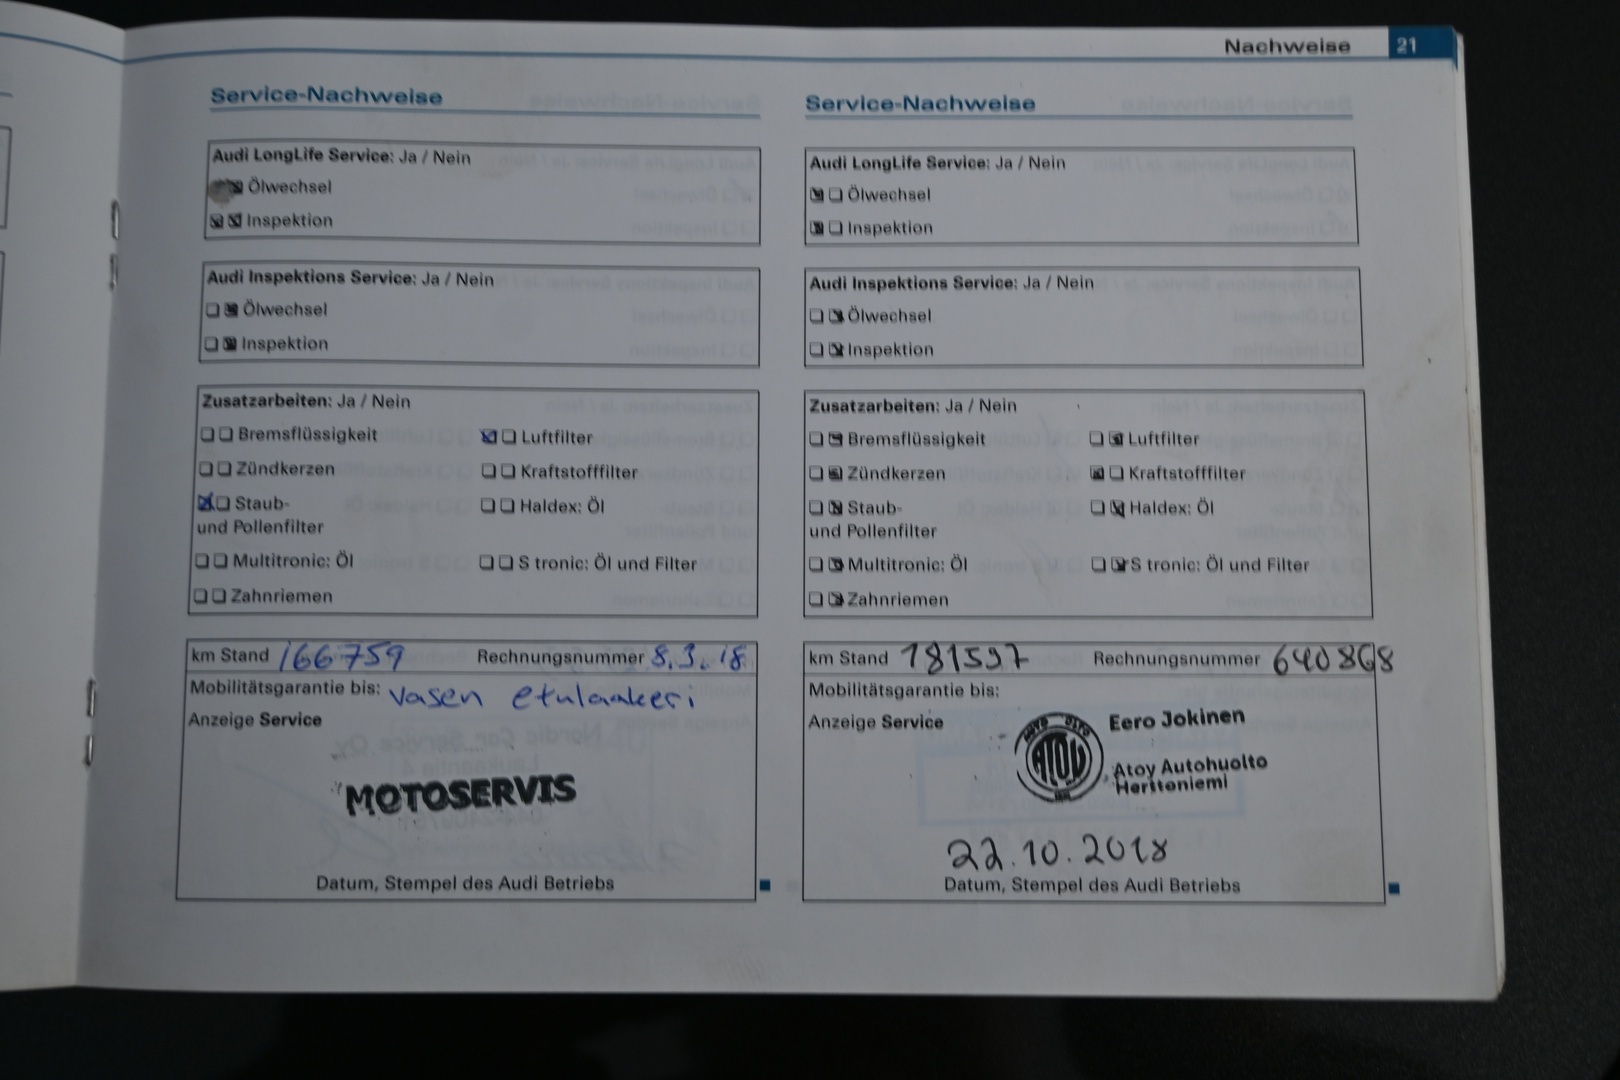 Nachweise 21
Service-Nachweise
Audi LongLife Service: Ja / Nein
Ölwechsel
Inspektion
Audi Inspektions Service: Ja / Nein
Ölwechsel
Inspektion
Zusatzarbeiten: Ja / Nein
Bremsflüssigkeit Luftfilter
Zündkerzen Kraftstofffilter
Staub- Haldex: Öl
und Pollenfilter
Multitronic: Öl S tronic: Öl und Filter
Zahnriemen
km Stand 166759 Rechnungsnummer 8.3.18
Mobilitätsgarantie bis: Vasen etulaakeri
Anzeige Service
MOTOSERVIS
Datum, Stempel des Audi Betriebs
Service-Nachweise
Audi LongLife Service: Ja / Nein
Ölwechsel
Inspektion
Audi Inspektions Service: Ja / Nein
Ölwechsel
Inspektion
Zusatzarbeiten: Ja / Nein
Bremsflüssigkeit Luftfilter
Zündkerzen Kraftstofffilter
Staub- Haldex: Öl
und Pollenfilter
Multitronic: Öl S tronic: Öl und Filter
Zahnriemen
km Stand 181597 Rechnungsnummer 640868
Mobilitätsgarantie bis:
Anzeige Service
ATOY
Eero Jokinen
Atoy Autohuolto
Herttoniemi
22.10.2018
Datum, Stempel des Audi Betriebs